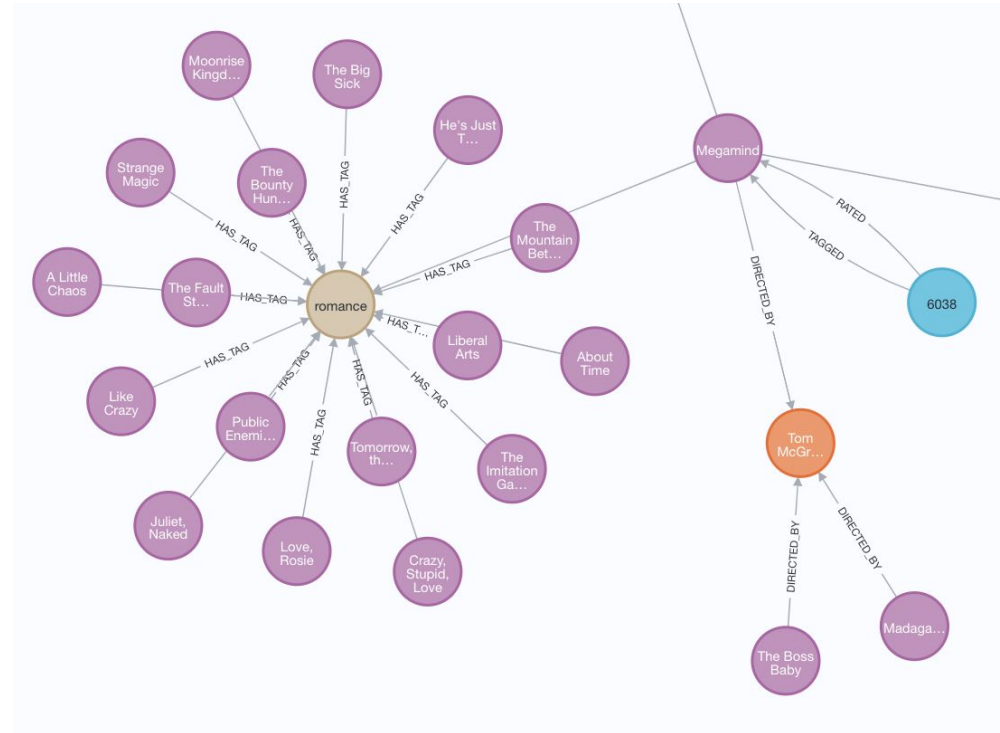 Moonrise
Kingd...
The Big
Sick
He's Just
T...
Strange
Magic
The
Bounty
Hun...
HAS_TAG
HAS_TAG
HAS_TAG
HAS_TAG
Megamind
RATED
TAGGED
The
Mountain
Bet...
HAS_TAG
DIRECTED_BY
A Little
Chaos
The Fault
St...
HAS_TAG
romance
6038
HAS_T...
Liberal
Arts
About
Time
HAS_TAG
HAS_TAG
HAS_TAG
HAS_TAG
HAS_TAG
Like
Crazy
Public
Enemi...
Tomorrow,
th...
The
Imitation
Ga...
Tom
McGr...
Juliet,
Naked
Love,
Rosie
Crazy,
Stupid,
Love
DIRECTED_BY
DIRECTED_BY
The Boss
Baby
Madaga...